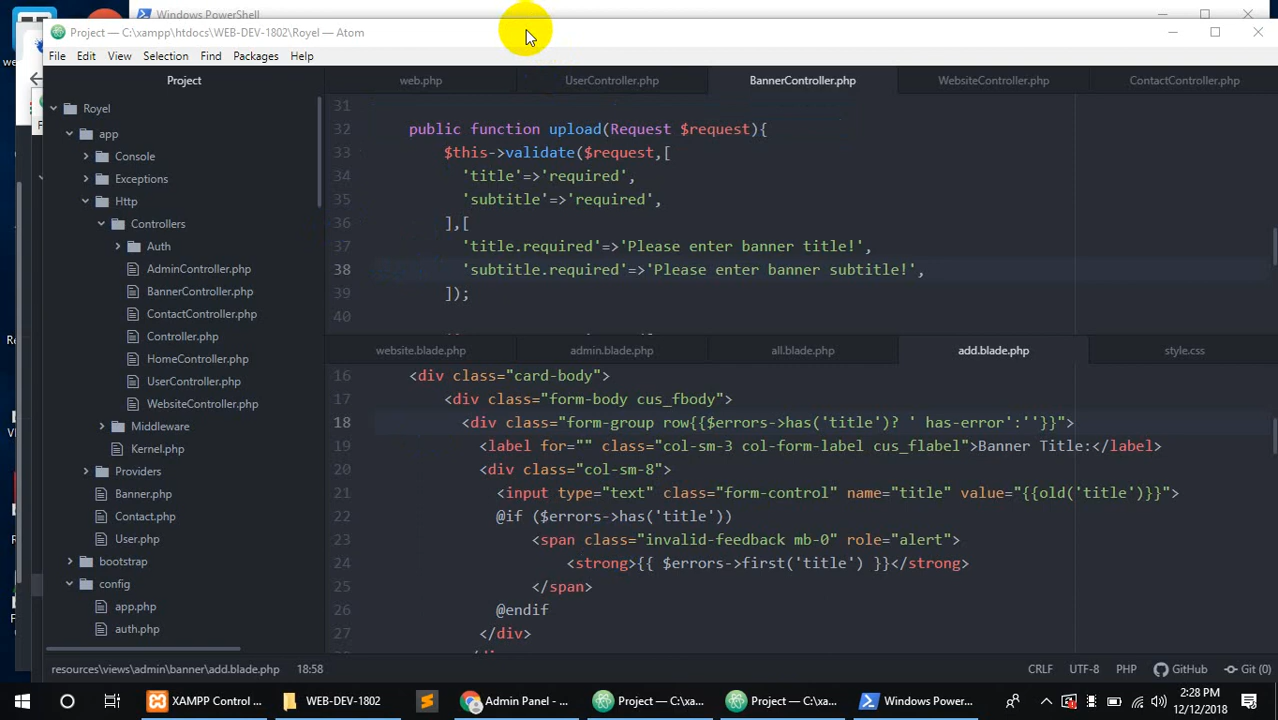 Windows PowerShell
Project — C:\xampp\htdocs\WEB-DEV-1802\Royel — Atom
File Edit View Selection Find Packages Help
Project
web.php UserController.php BannerController.php WebsiteController.php ContactController.php
Royel
app
Console
Exceptions
Http
Controllers
Auth
AdminController.php
BannerController.php
ContactController.php
Controller.php
HomeController.php
UserController.php
WebsiteController.php
Middleware
Kernel.php
Providers
Banner.php
Contact.php
User.php
bootstrap
config
app.php
auth.php
31
32 public function upload(Request $request){
33 $this->validate($request,[
34 'title'=>'required',
35 'subtitle'=>'required',
36 ],[
37 'title.required'=>'Please enter banner title!',
38 'subtitle.required'=>'Please enter banner subtitle!',
39 ]);
40
website.blade.php admin.blade.php all.blade.php add.blade.php style.css
16 <div class="card-body">
17 <div class="form-body cus_fbody">
18 <div class="form-group row{{$errors->has('title')? ' has-error':''}}">
19 <label for="" class="col-sm-3 col-form-label cus_flabel">Banner Title:</label>
20 <div class="col-sm-8">
21 <input type="text" class="form-control" name="title" value="{{old('title')}}">
22 @if ($errors->has('title'))
23 <span class="invalid-feedback mb-0" role="alert">
24 <strong>{{ $errors->first('title') }}</strong>
25 </span>
26 @endif
27 </div>
resources\views\admin\banner\add.blade.php 18:58 CRLF UTF-8 PHP GitHub Git (0)
XAMPP Control ... WEB-DEV-1802 Admin Panel - ... Project — C:\xa... Project — C:\xa... Windows Power...
2:28 PM
12/12/2018